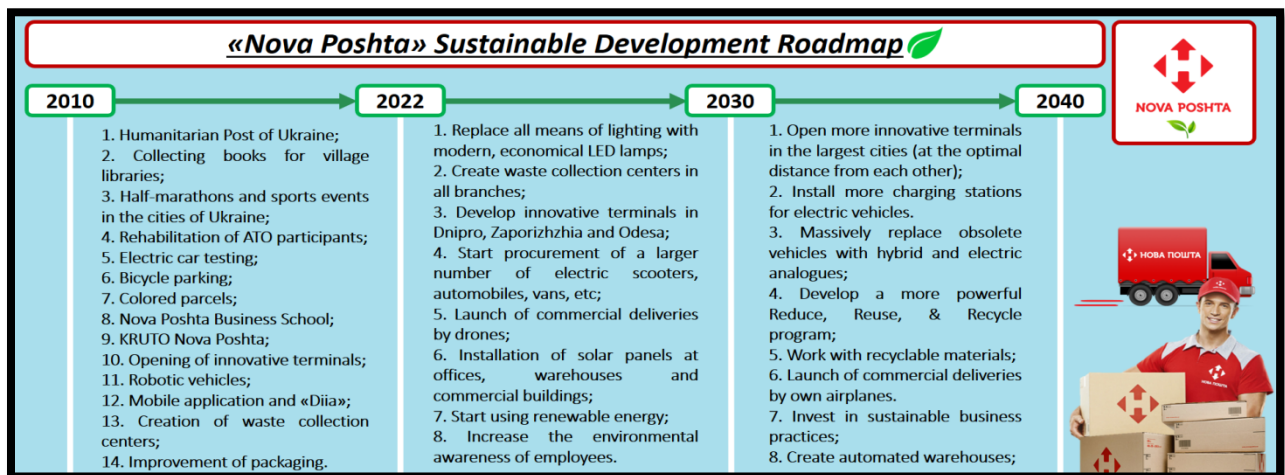 «Nova Poshta» Sustainable Development Roadmap
NOVA POSHTA
2010
2022
2030
2040
1. Humanitarian Post of Ukraine;
2. Collecting books for village
libraries;
3. Half-marathons and sports events
in the cities of Ukraine;
4. Rehabilitation of ATO participants;
5. Electric car testing;
6. Bicycle parking;
7. Colored parcels;
8. Nova Poshta Business School;
9. KRUTO Nova Poshta;
10. Opening of innovative terminals;
11. Robotic vehicles;
12. Mobile application and «Diia»;
13. Creation of waste collection
centers;
14. Improvement of packaging.
1. Replace all means of lighting with
modern, economical LED lamps;
2. Create waste collection centers in
all branches;
3. Develop innovative terminals in
Dnipro, Zaporizhzhia and Odesa;
4. Start procurement of a larger
number of electric scooters,
automobiles, vans, etc;
5. Launch of commercial deliveries
by drones;
6. Installation of solar panels at
offices, warehouses and
commercial buildings;
7. Start using renewable energy;
8. Increase the environmental
awareness of employees.
1. Open more innovative terminals
in the largest cities (at the optimal
distance from each other);
2. Install more charging stations
for electric vehicles.
3. Massively replace obsolete
vehicles with hybrid and electric
analogues;
4. Develop a more powerful
Reduce, Reuse, & Recycle
program;
5. Work with recyclable materials;
6. Launch of commercial deliveries
by own airplanes.
7. Invest in sustainable business
practices;
8. Create automated warehouses;
НОВА ПОШТА